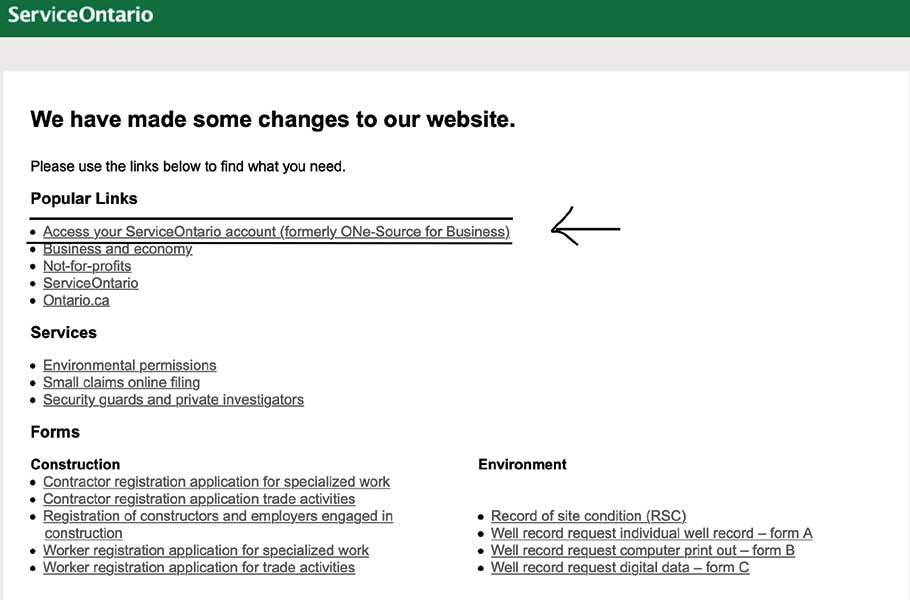 ServiceOntario
We have made some changes to our website.
Please use the links below to find what you need.
Popular Links
Access your ServiceOntario account (formerly ONe-Source for Business)
Business and economy
Not-for-profits
ServiceOntario
Ontario.ca
Services
Environmental permissions
Small claims online filing
Security guards and private investigators
Forms
Construction
Contractor registration application for specialized work
Contractor registration application trade activities
Registration of constructors and employers engaged in
construction
Worker registration application for specialized work
Worker registration application for trade activities
Environment
Record of site condition (RSC)
Well record request individual well record – form A
Well record request computer print out – form B
Well record request digital data – form C